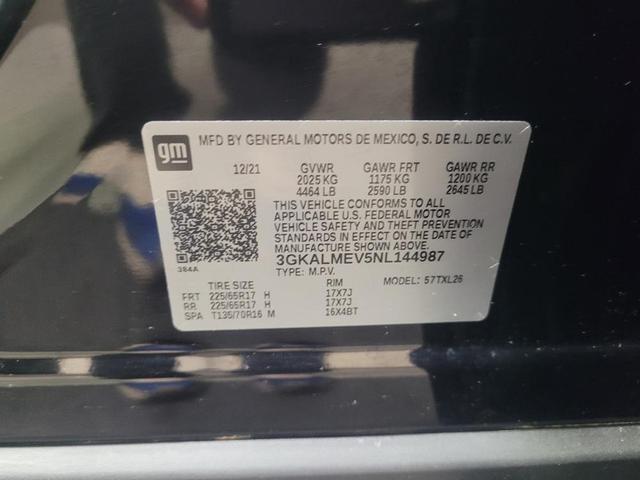 gm MFD BY GENERAL MOTORS DE MEXICO, S. DE R.L. DE C.V.
12/21 GVWR GAWR FRT GAWR RR
2025 KG 1175 KG 1200 KG
4464 LB 2590 LB 2645 LB
THIS VEHICLE CONFORMS TO ALL
APPLICABLE U.S. FEDERAL MOTOR
VEHICLE SAFETY AND THEFT PREVENTION
STANDARDS IN EFFECT ON THE DATE OF
MANUFACTURE SHOWN ABOVE.
3GKALMEV5NL144987
384A
TYPE: M.P.V. MODEL: 57TXL26
TIRE SIZE RIM
FRT 225/65R17 H 17X7J
RR 225/65R17 H 17X7J
SPA T135/70R16 M 16X4BT